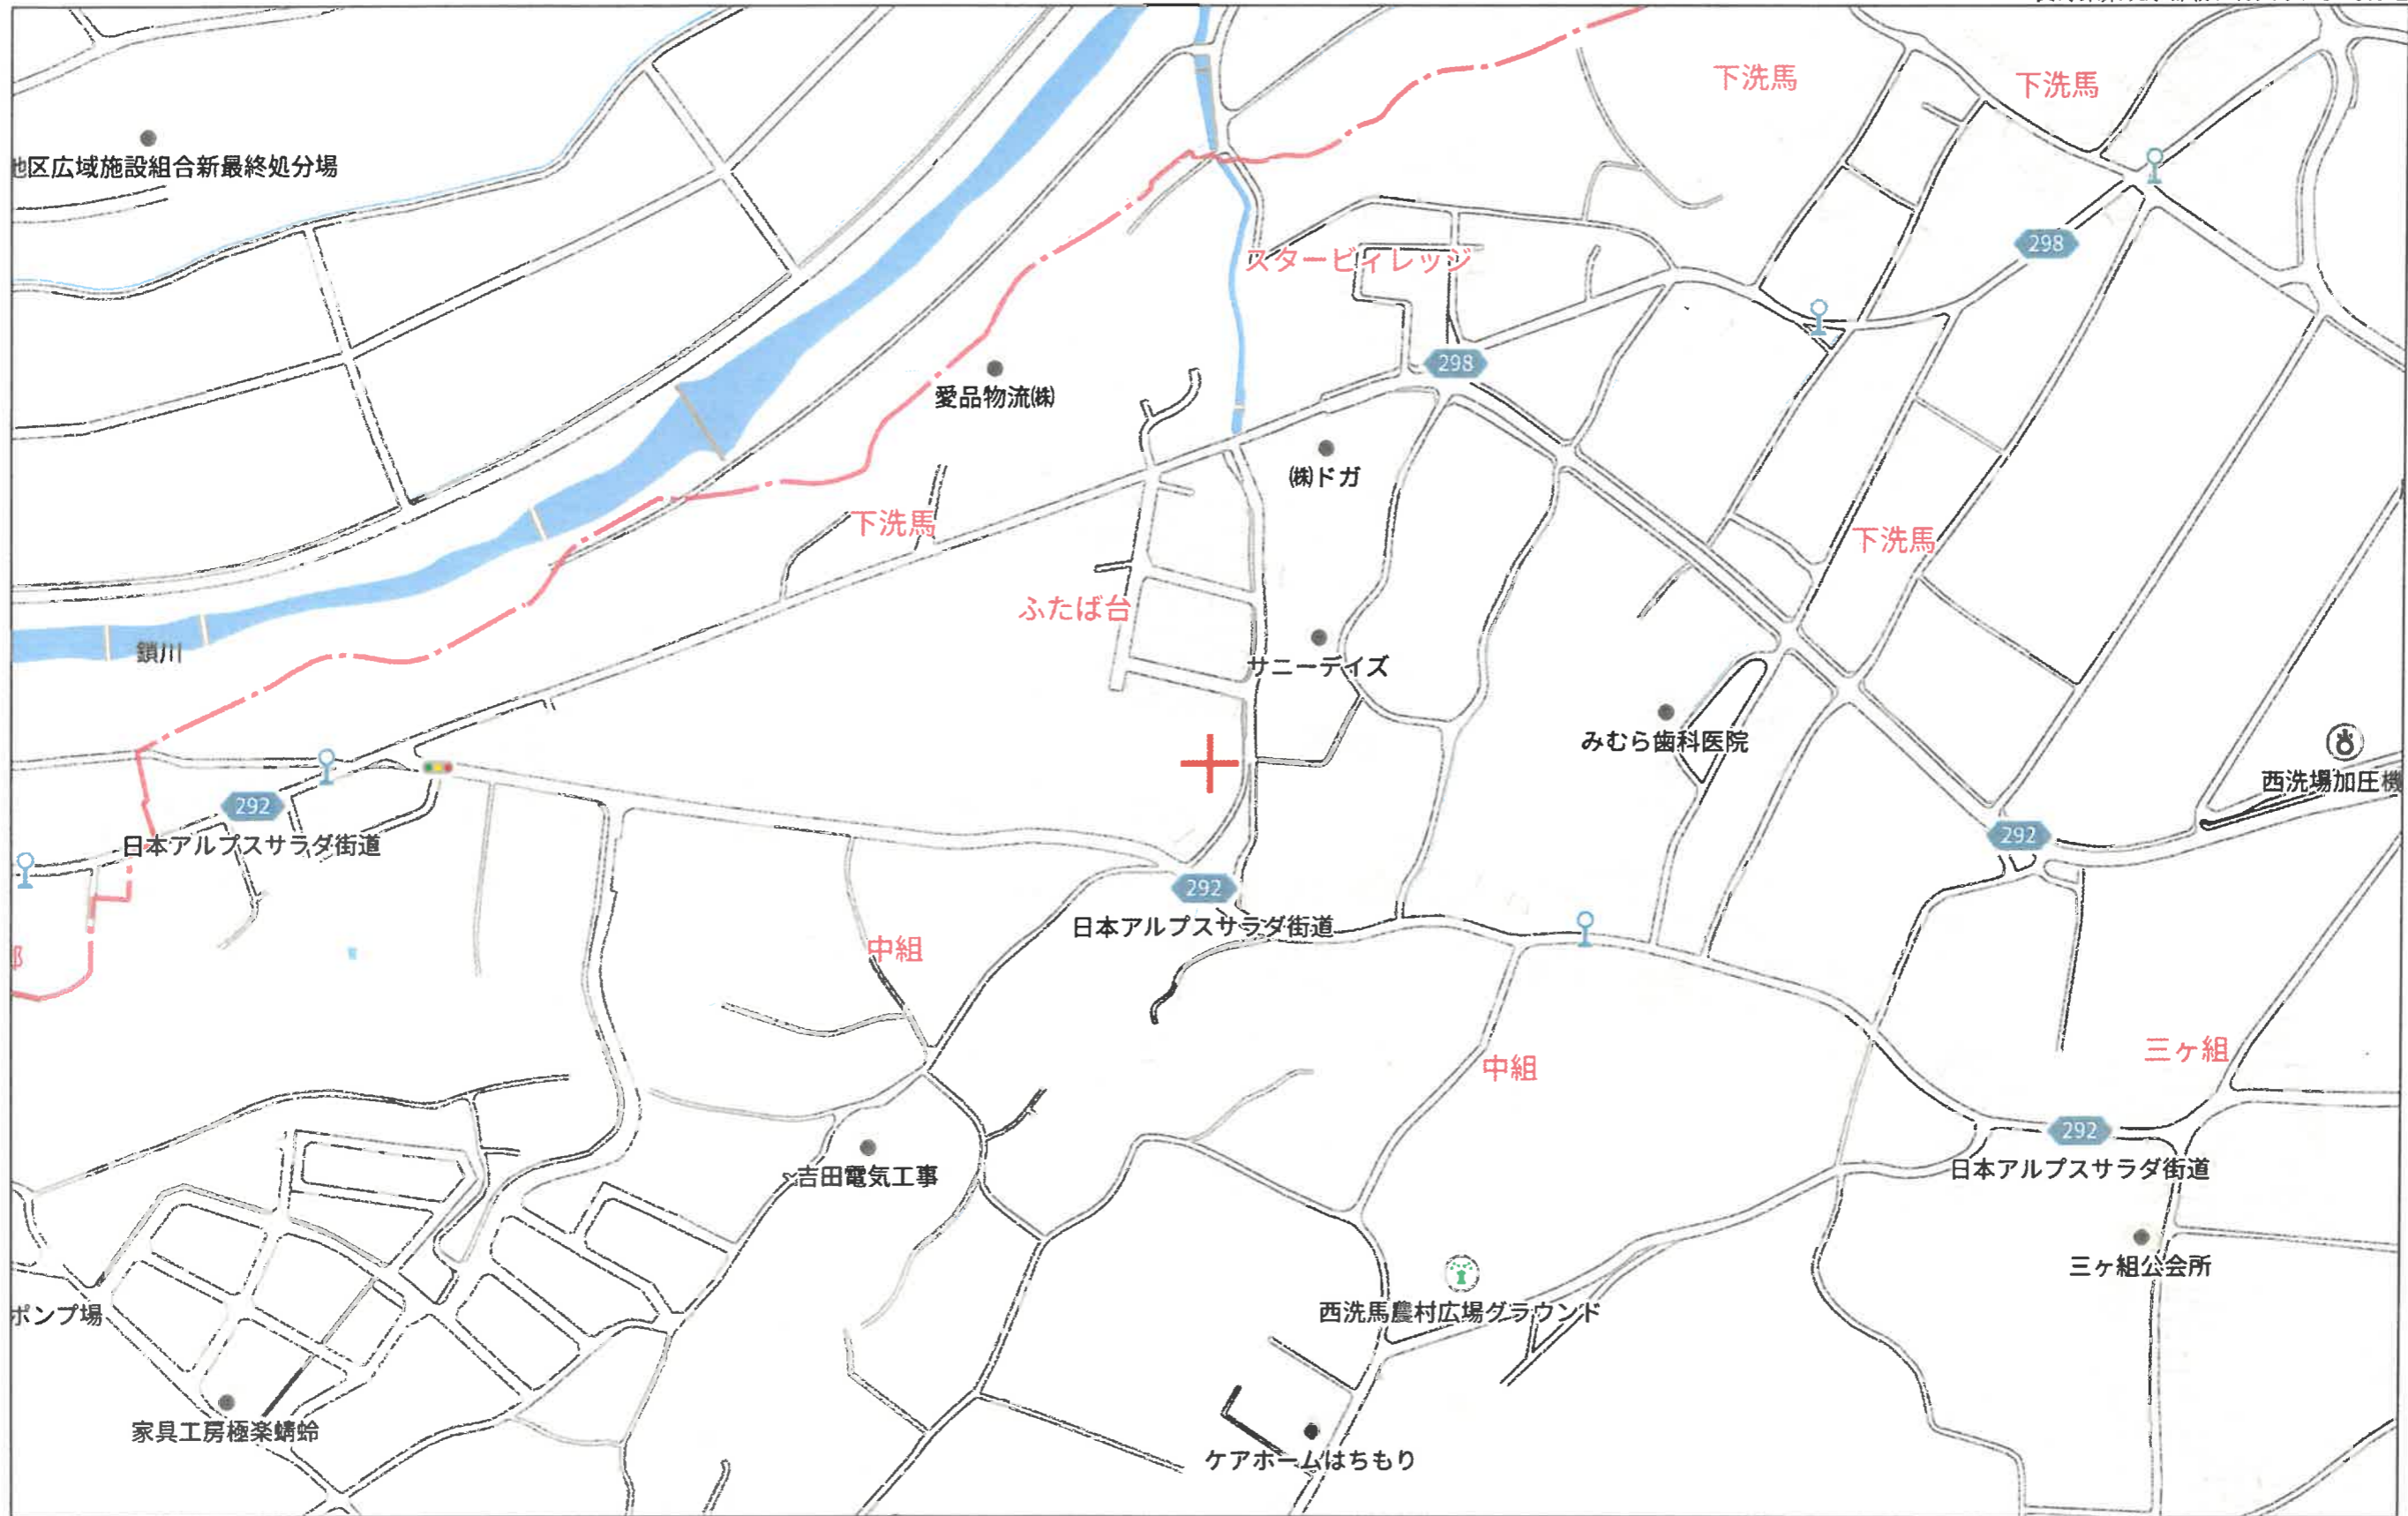 下洗馬
下洗馬
地区広域施設組合新最終処分場
298
スタービィレッジ
298
愛品物流㈱
㈱ドガ
下洗馬
下洗馬
ふたば台
鎖川
サニーデイズ
みむら歯科医院
西洗場加圧機
292
日本アルプスサラダ街道
292
292
日本アルプスサラダ街道
中組
三ヶ組
中組
292
日本アルプスサラダ街道
吉田電気工事
三ヶ組公会所
西洗馬農村広場グラウンド
ポンプ場
家具工房極楽蜻蛉
ケアホームはちもり